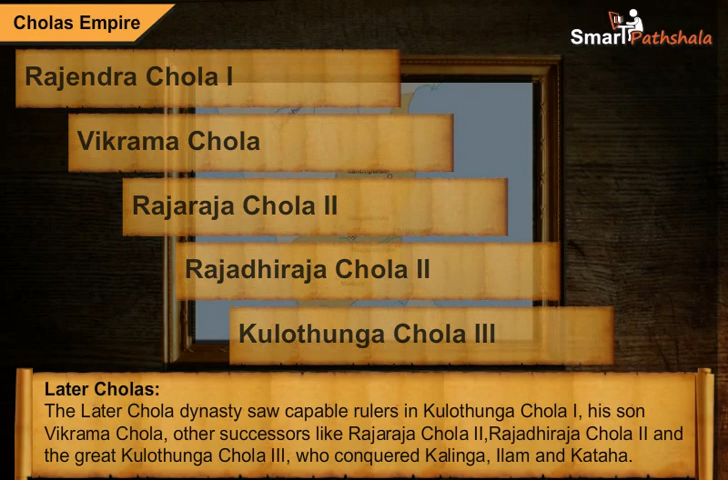 Cholas Empire
SmartPathshala
Rajendra Chola I
Vikrama Chola
Rajaraja Chola II
Rajadhiraja Chola II
Kulothunga Chola III
Later Cholas:
The Later Chola dynasty saw capable rulers in Kulothunga Chola I, his son
Vikrama Chola, other successors like Rajaraja Chola II,Rajadhiraja Chola II and
the great Kulothunga Chola III, who conquered Kalinga, Ilam and Kataha.